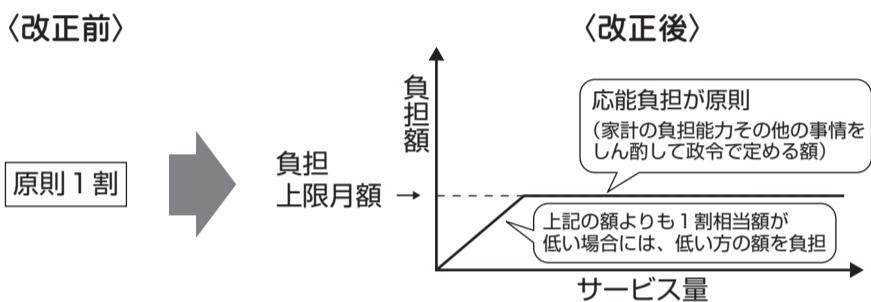 〈改正前〉
〈改正後〉
原則1割
負担
上限月額 →
負担額
応能負担が原則
（家計の負担能力その他の事情を
しん酌して政令で定める額）
上記の額よりも1割相当額が
低い場合には、低い方の額を負担
サービス量